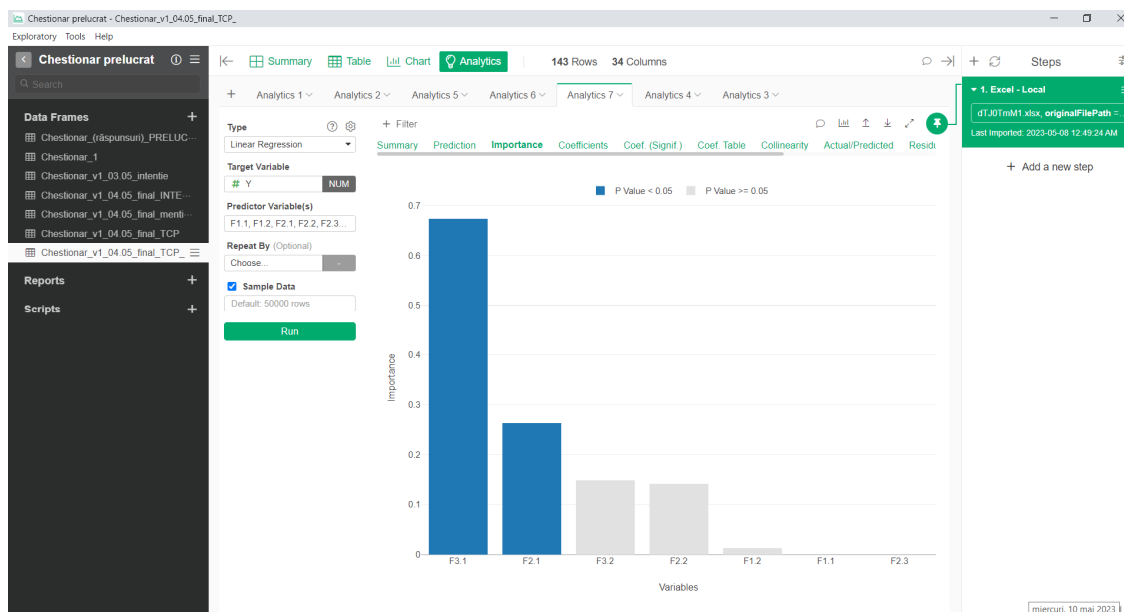 Chestionar prelucrat - Chestionar_v1_04.05_final_TCP_
Exploratory Tools Help
Chestionar prelucrat
Search
Data Frames
Chestionar_(răspunsuri)_PRELUC···
Chestionar_1
Chestionar_v1_03.05_intentie
Chestionar_v1_04.05_final_INTE···
Chestionar_v1_04.05_final_menti···
Chestionar_v1_04.05_final_TCP
Chestionar_v1_04.05_final_TCP_
Reports
Scripts
Summary Table Chart Analytics 143 Rows 34 Columns
Analytics 1 Analytics 2 Analytics 5 Analytics 6 Analytics 7 Analytics 4 Analytics 3
Type
Linear Regression
Target Variable
# Y NUM
Predictor Variable(s)
F1.1, F1.2, F2.1, F2.2, F2.3...
Repeat By (Optional)
Choose... -
Sample Data
Default: 50000 rows
Run
+ Filter
Summary Prediction Importance Coefficients Coef. (Signif.) Coef. Table Collinearity Actual/Predicted Residu
P Value < 0.05 P Value >= 0.05
0.7
0.6
0.5
0.4
0.3
0.2
0.1
0
Importance
F3.1 F2.1 F3.2 F2.2 F1.2 F1.1 F2.3
Variables
Steps
1. Excel - Local
dTJ0TmM1.xlsx, originalFilePath =...
Last Imported: 2023-05-08 12:49:24 AM
+ Add a new step
miercuri, 10 mai 2023